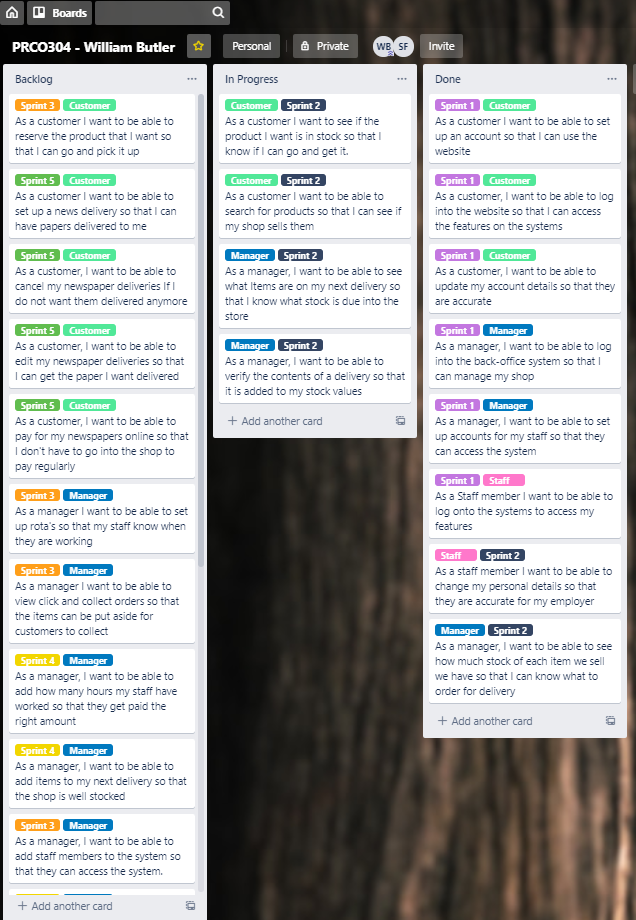 Boards
PRCO304 - William Butler
Personal
Private
WB
SF
Invite
Backlog
Sprint 3 Customer
As a customer I want to be able to
reserve the product that I want so
that I can go and pick it up
Sprint 5 Customer
As a customer I want to be able to
set up a news delivery so that I can
have papers delivered to me
Sprint 5 Customer
As a customer, I want to be able to
cancel my newspaper deliveries If I
do not want them delivered anymore
Sprint 5 Customer
As a customer, I want to be able to
edit my newspaper deliveries so that
I can get the paper I want delivered
Sprint 5 Customer
As a customer, I want to be able to
pay for my newspapers online so that
I don't have to go into the shop to
pay regularly
Sprint 3 Manager
As a manager I want to be able to set
up rota's so that my staff know when
they are working
Sprint 3 Manager
As a manager I want to be able to
view click and collect orders so that
the items can be put aside for
customers to collect
Sprint 4 Manager
As a manager, I want to be able to
add how many hours my staff have
worked so that they get paid the
right amount
Sprint 4 Manager
As a manager, I want to be able to
add items to my next delivery so that
the shop is well stocked
Sprint 3 Manager
As a manager, I want to be able to
add staff members to the system so
that they can access the system.
+ Add another card
In Progress
Customer Sprint 2
As a customer I want to see if the
product I want is in stock so that I
know if I can go and get it.
Customer Sprint 2
As a customer I want to be able to
search for products so that I can see if
my shop sells them
Manager Sprint 2
As a manager, I want to be able to see
what Items are on my next delivery so
that I know what stock is due into the
store
Manager Sprint 2
As a manager, I want to be able to
verify the contents of a delivery so that
it is added to my stock values
+ Add another card
Done
Sprint 1 Customer
As a customer I want to be able to set
up an account so that I can use the
website
Sprint 1 Customer
As a customer, I want to be able to log
into the website so that I can access
the features on the systems
Sprint 1 Customer
As a customer, I want to be able to
update my account details so that they
are accurate
Sprint 1 Manager
As a manager, I want to be able to log
into the back-office system so that I
can manage my shop
Sprint 1 Manager
As a manager, I want to be able to set
up accounts for my staff so that they
can access the system
Sprint 1 Staff
As a Staff member I want to be able to
log onto the systems to access my
features
Staff Sprint 2
As a staff member I want to be able to
change my personal details so that
they are accurate for my employer
Manager Sprint 2
As a manager, I want to be able to see
how much stock of each item we sell
we have so that I can know what to
order for delivery
+ Add another card